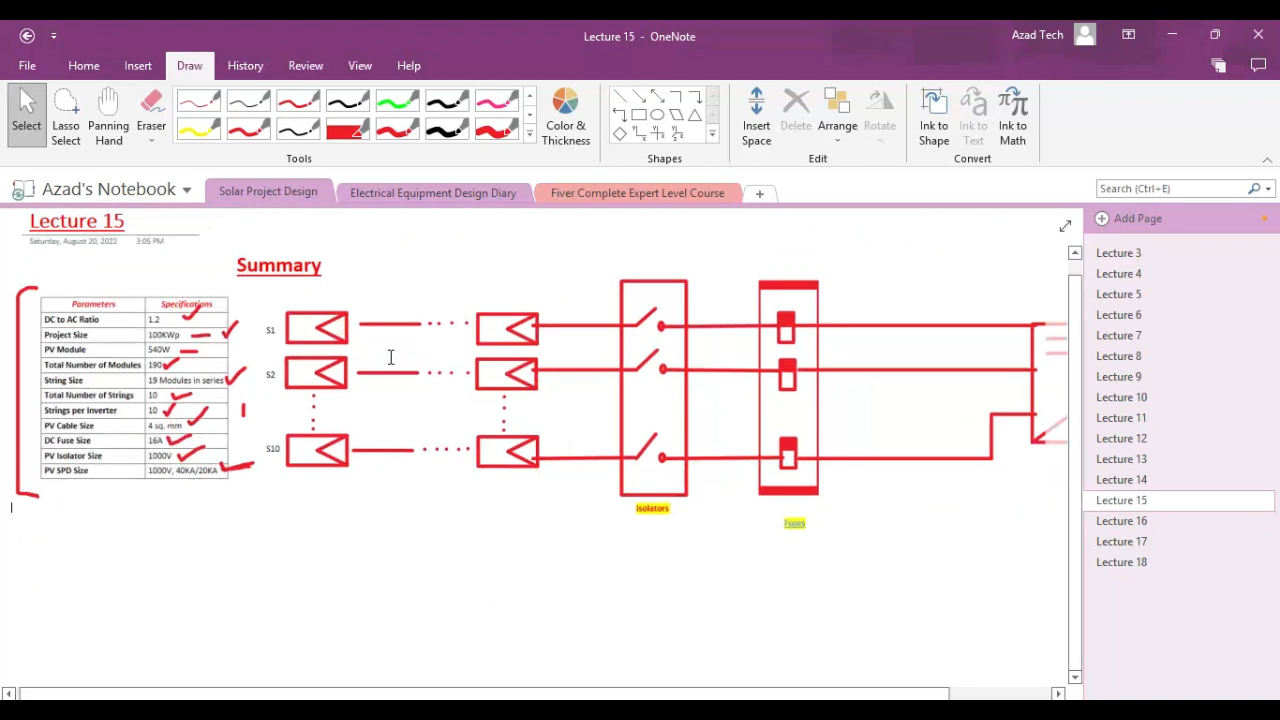 Lecture 15 - OneNote
Azad Tech
File Home Insert Draw History Review View Help
Select
Lasso Select
Panning Hand
Eraser
Color & Thickness
Insert Space
Delete
Arrange
Rotate
Ink to Shape
Ink to Text
Ink to Math
Tools
Shapes
Edit
Convert
Azad's Notebook
Solar Project Design
Electrical Equipment Design Diary
Fiver Complete Expert Level Course
Search (Ctrl+E)
Lecture 15
Saturday, August 20, 2022 3:05 PM
Summary
Parameters Specifications
DC to AC Ratio 1.2
Project Size 100KWp
PV Module 540W
Total Number of Modules 190
String Size 19 Modules in series
Total Number of Strings 10
Strings per Inverter 10
PV Cable Size 4 sq. mm
DC Fuse Size 16A
PV Isolator Size 1000V
PV SPD Size 1000V, 40KA/20KA
S1
S2
S10
Isolators
Fuses
Add Page
Lecture 3
Lecture 4
Lecture 5
Lecture 6
Lecture 7
Lecture 8
Lecture 9
Lecture 10
Lecture 11
Lecture 12
Lecture 13
Lecture 14
Lecture 15
Lecture 16
Lecture 17
Lecture 18